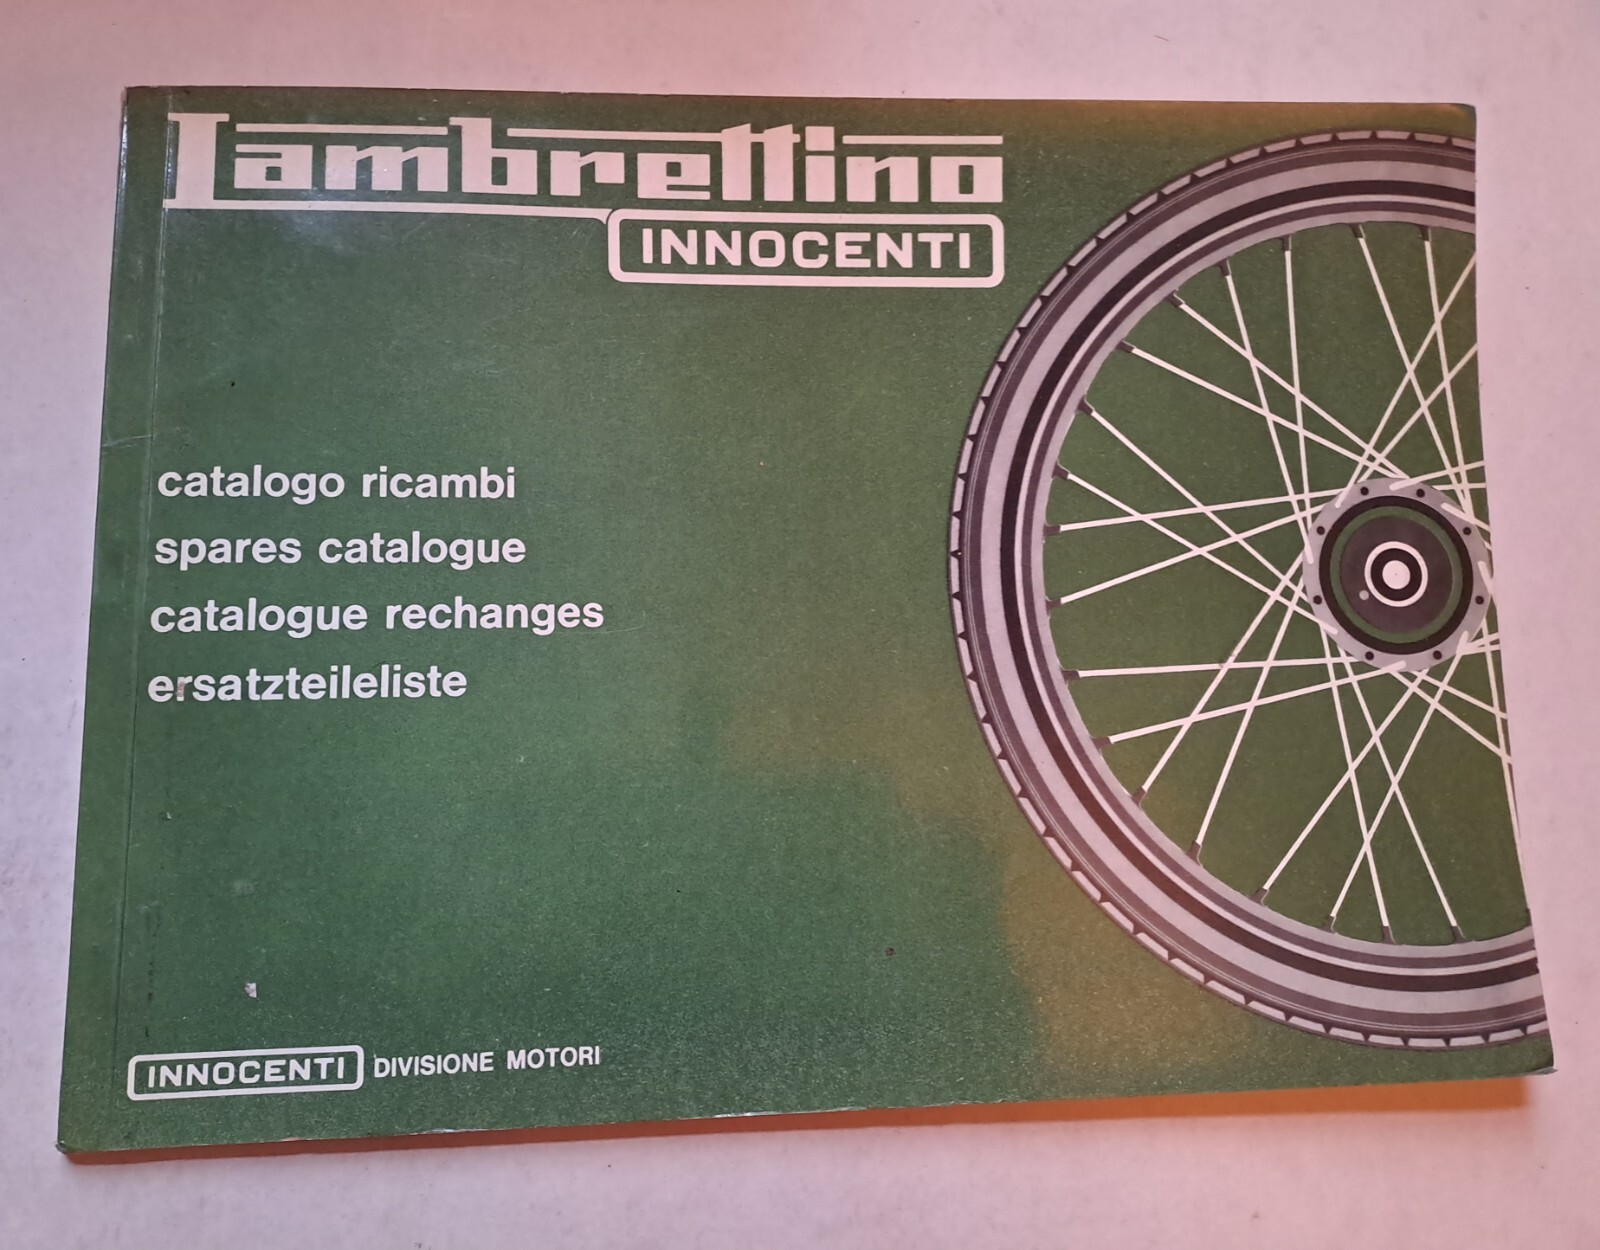 Lambrettino
INNOCENTI
catalogo ricambi
spares catalogue
catalogue rechanges
ersatzteileliste
INNOCENTI DIVISIONE MOTORI